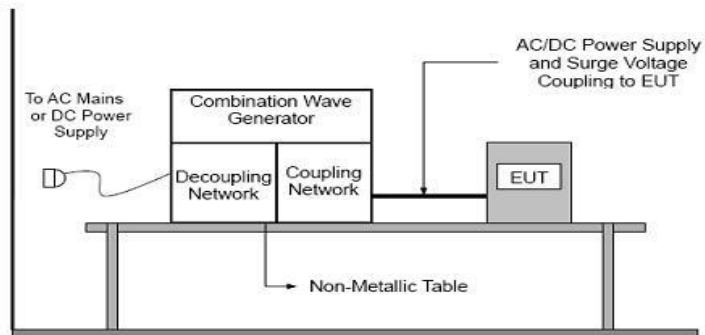 AC/DC Power Supply
and Surge Voltage
Coupling to EUT
To AC Mains
or DC Power
Supply
Combination Wave
Generator
Decoupling
Network
Coupling
Network
EUT
Non-Metallic Table